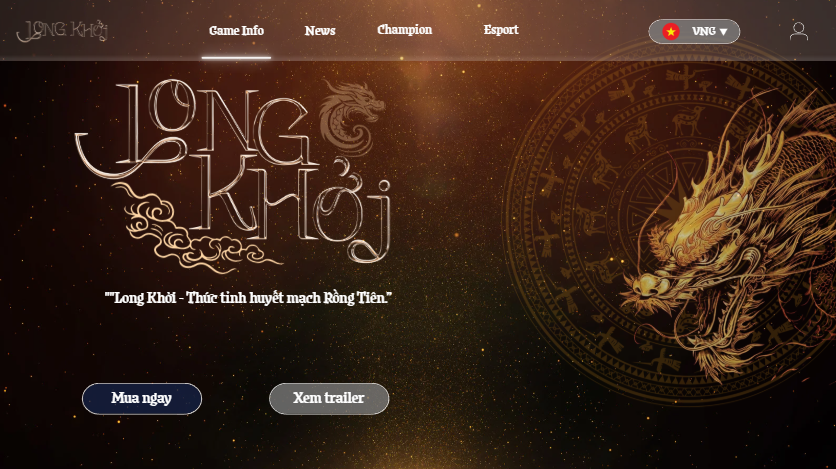 LONG KHỞI
Game Info
News
Champion
Esport
VNG ▼
LONG
KHỞI
""Long Khởi - Thức tỉnh huyết mạch Rồng Tiên."
Mua ngay
Xem trailer